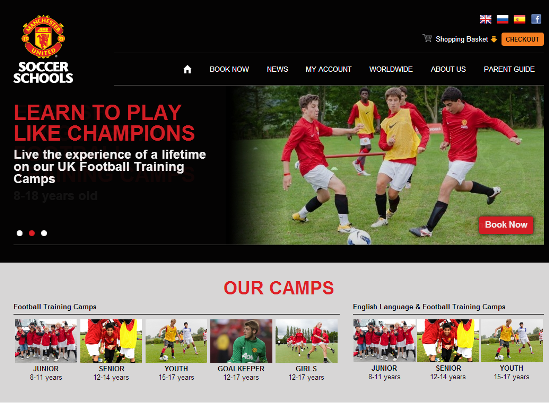 MANCHESTER
UNITED
SOCCER
SCHOOLS
Shopping Basket
CHECKOUT
BOOK NOW
NEWS
MY ACCOUNT
WORLDWIDE
ABOUT US
PARENT GUIDE
LEARN TO PLAY
LIKE CHAMPIONS
Live the experience of a lifetime
on our UK Football Training
Camps
8-18 years old
Book Now
OUR CAMPS
Football Training Camps
JUNIOR
8-11 years
SENIOR
12-14 years
YOUTH
15-17 years
GOALKEEPER
12-17 years
GIRLS
12-17 years
English Language & Football Training Camps
JUNIOR
8-11 years
SENIOR
12-14 years
YOUTH
15-17 years